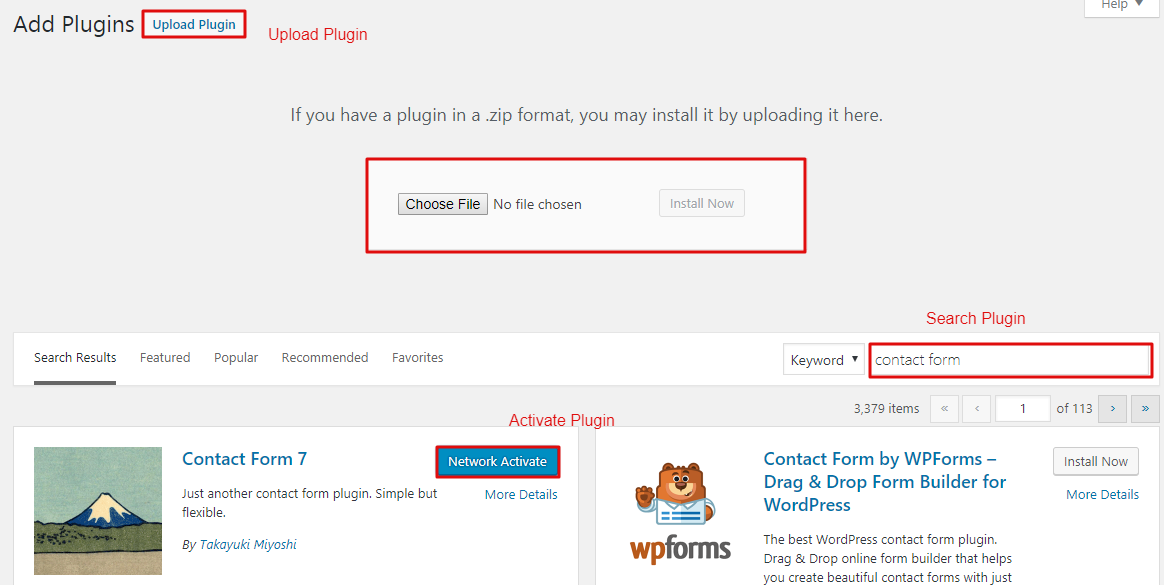 Help ▼
Add Plugins Upload Plugin
Upload Plugin
If you have a plugin in a .zip format, you may install it by uploading it here.
Choose File No file chosen Install Now
Search Plugin
Search Results Featured Popular Recommended Favorites Keyword ▼ contact form
3,379 items « ‹ 1 of 113 › »
Activate Plugin
Contact Form 7
Network Activate
More Details
Just another contact form plugin. Simple but
flexible.
By Takayuki Miyoshi
wpforms
Contact Form by WPForms –
Drag & Drop Form Builder for
WordPress
Install Now
More Details
The best WordPress contact form plugin.
Drag & Drop online form builder that helps
you create beautiful contact forms with just